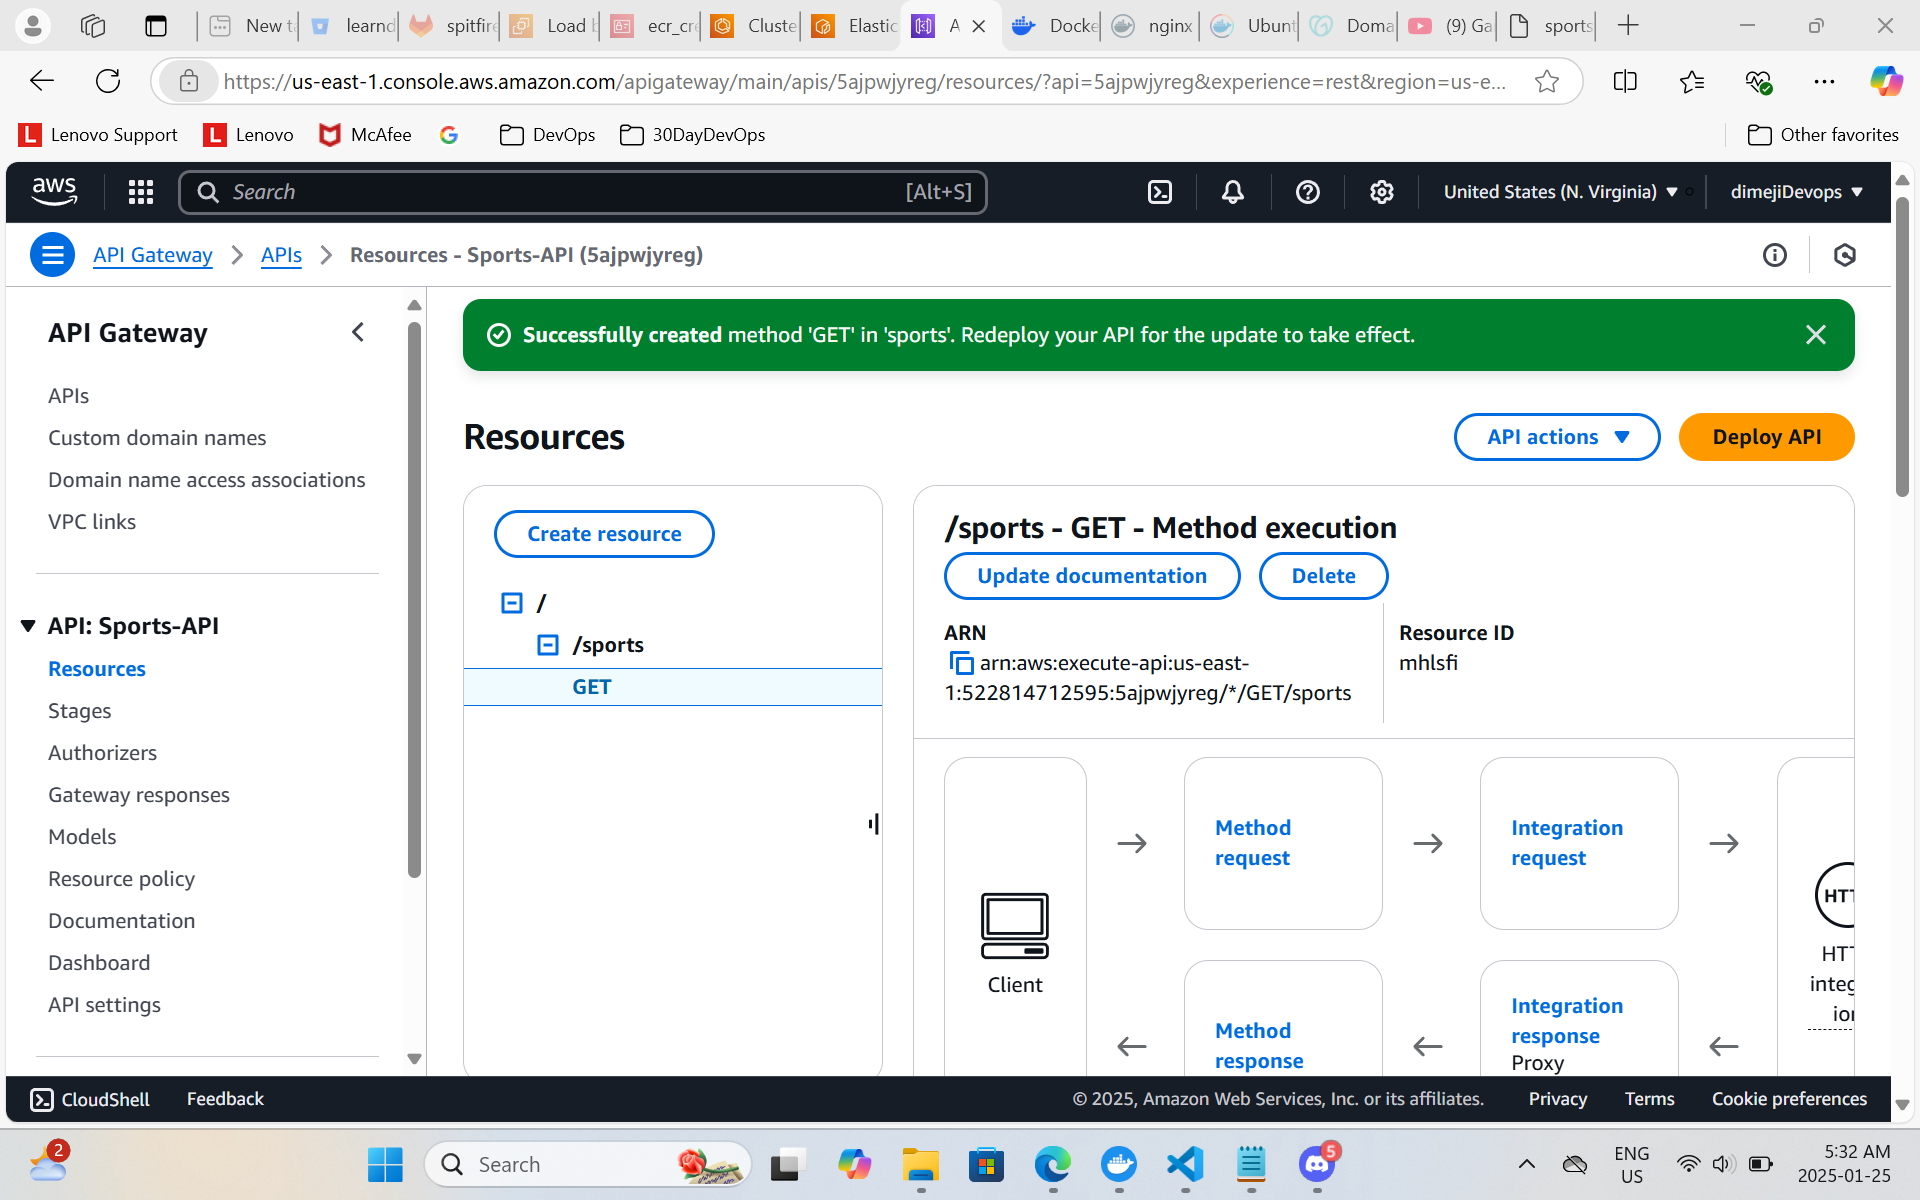 New ta
learnd
spitfire
Load b
ecr_cre
Cluste
Elastic
A
Docke
nginx
Ubunt
Doma
(9) Ga
sports
https://us-east-1.console.aws.amazon.com/apigateway/main/apis/5ajpwjyreg/resources/?api=5ajpwjyreg&experience=rest&region=us-e...
L Lenovo Support
L Lenovo
McAfee
G
DevOps
30DayDevOps
Other favorites
aws
Search
[Alt+S]
United States (N. Virginia)
dimejiDevops
API Gateway
APIs
Resources - Sports-API (5ajpwjyreg)
API Gateway
APIs
Custom domain names
Domain name access associations
VPC links
API: Sports-API
Resources
Stages
Authorizers
Gateway responses
Models
Resource policy
Documentation
Dashboard
API settings
Successfully created method 'GET' in 'sports'. Redeploy your API for the update to take effect.
Resources
API actions
Deploy API
Create resource
/
/sports
GET
/sports - GET - Method execution
Update documentation
Delete
ARN
arn:aws:execute-api:us-east-
1:522814712595:5ajpwjyreg/*/GET/sports
Resource ID
mhlsfi
Client
Method
request
Integration
request
HTT
HTT
integ
ion
Method
response
Integration
response
Proxy
CloudShell
Feedback
© 2025, Amazon Web Services, Inc. or its affiliates.
Privacy
Terms
Cookie preferences
2
Search
5
ENG
US
5:32 AM
2025-01-25